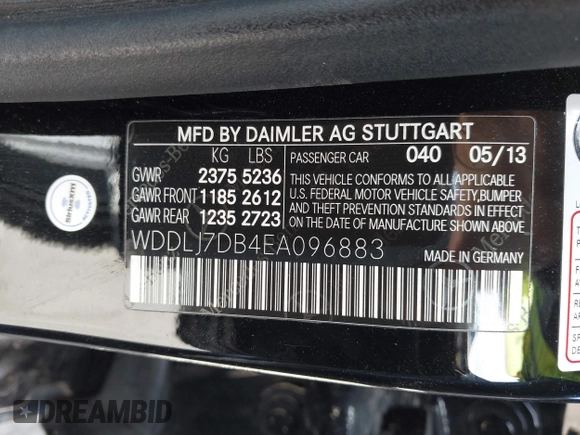 MFD BY DAIMLER AG STUTTGART
KG LBS
GVWR 2375 5236
GAWR FRONT 1185 2612
GAWR REAR 1235 2723
PASSENGER CAR 040 05/13
THIS VEHICLE CONFORMS TO ALL APPLICABLE
U.S. FEDERAL MOTOR VEHICLE SAFETY,BUMPER
AND THEFT PREVENTION STANDARDS IN EFFECT
ON THE DATE OF MANUFACTURE SHOWN ABOVE
WDDLJ7DB4EA096883
MADE IN GERMANY
DREAMBID